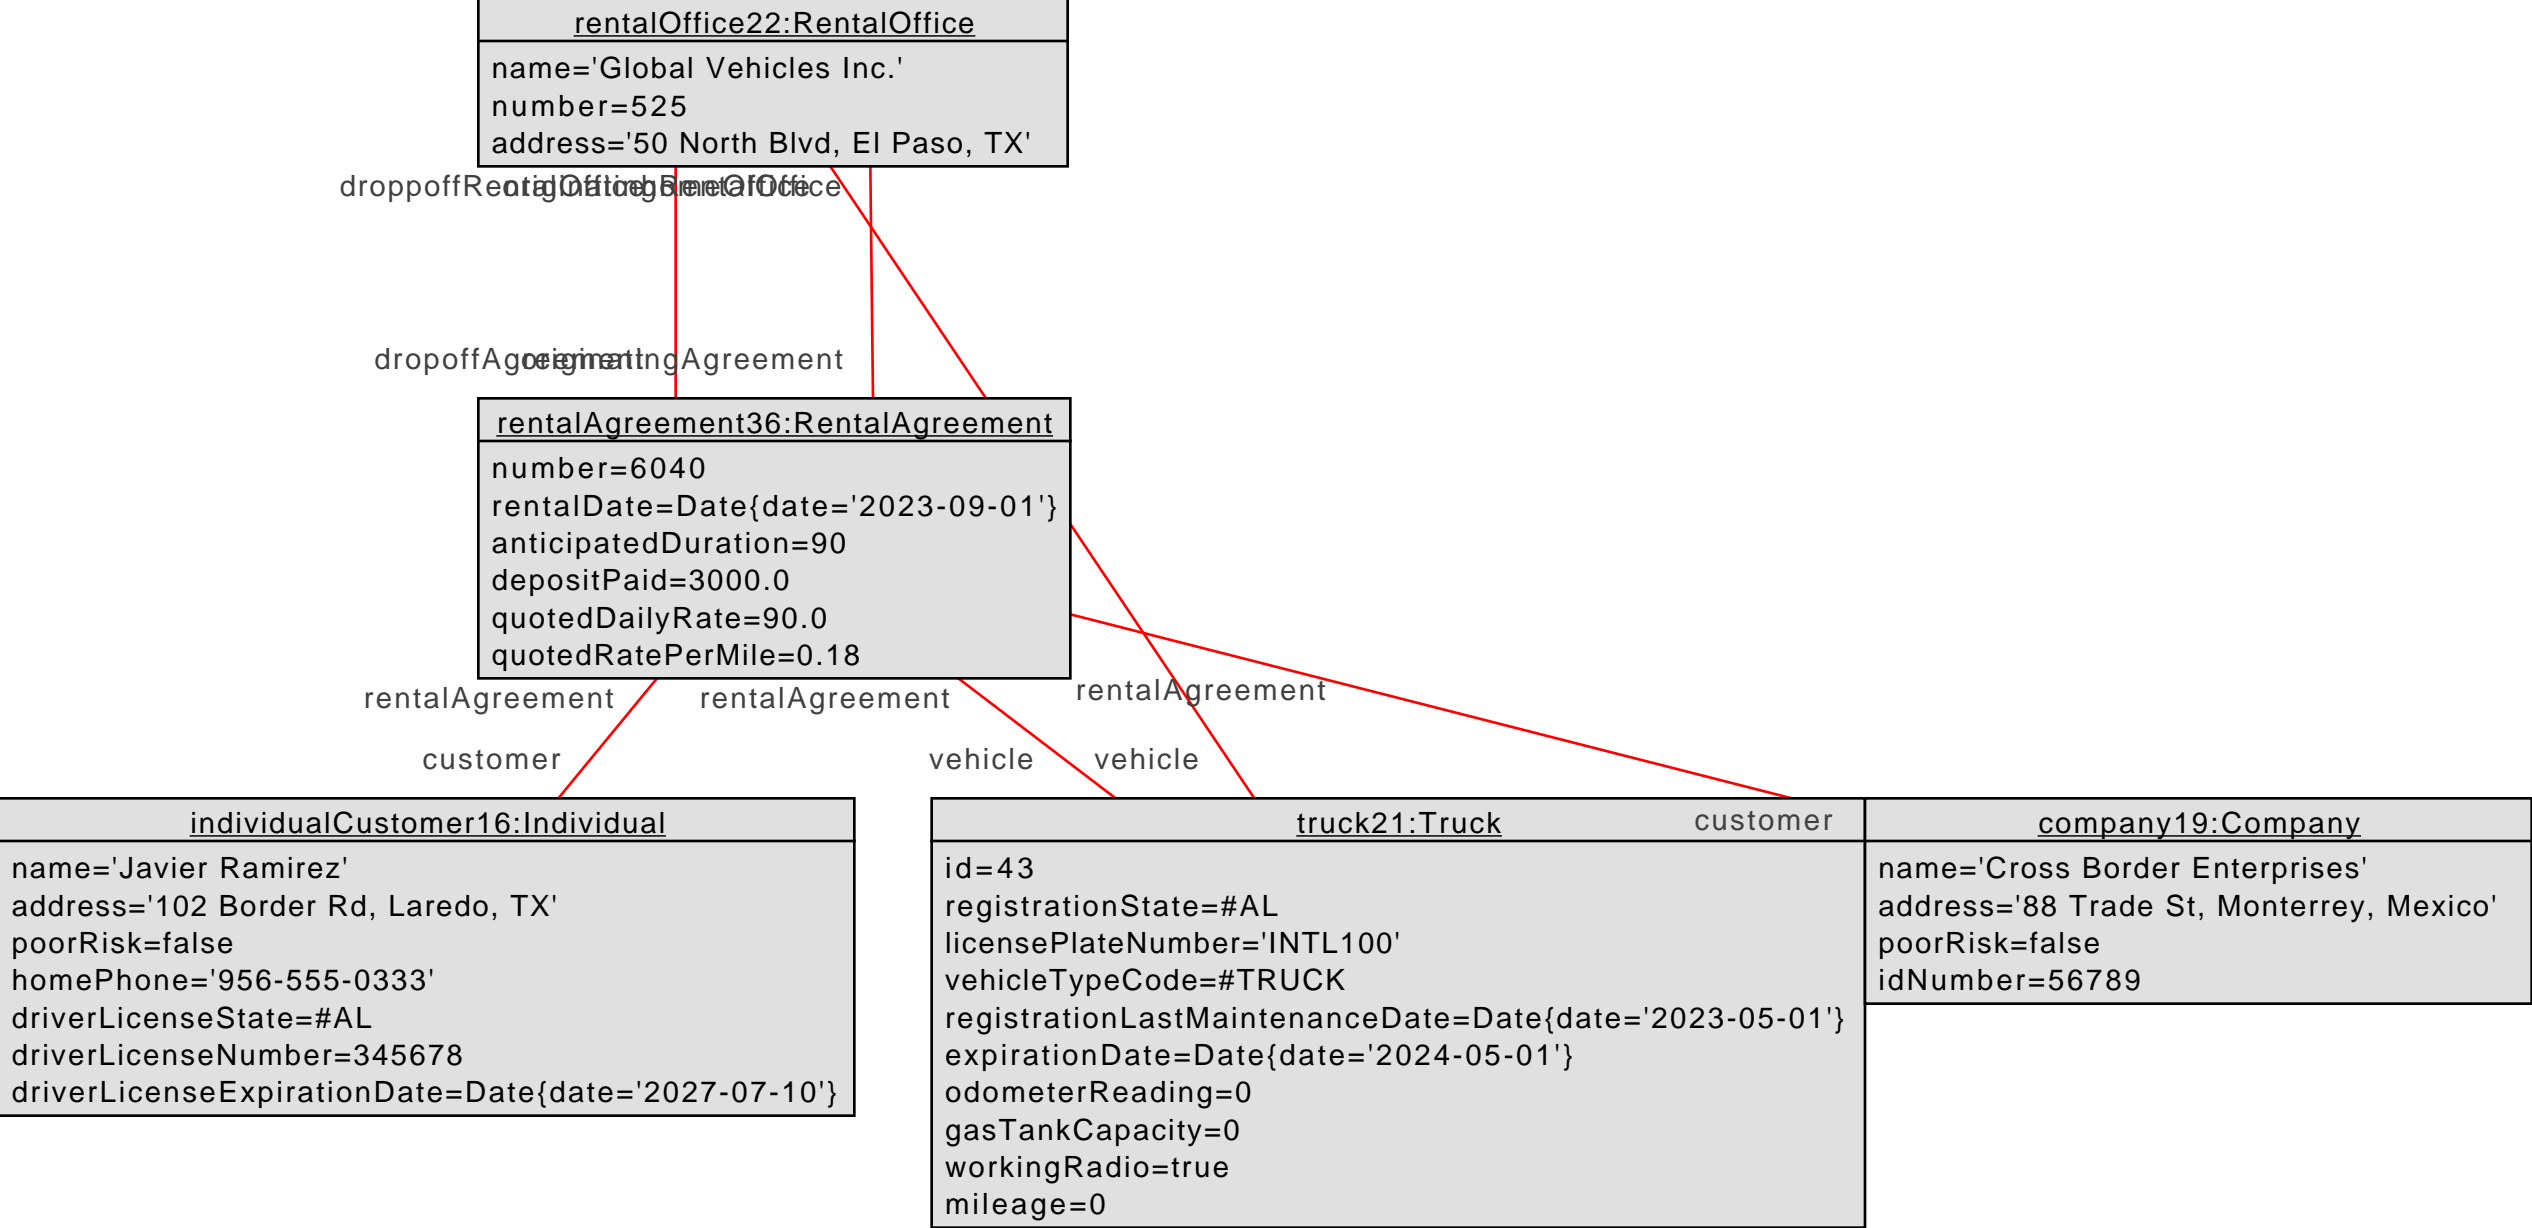 rentalOffice22:RentalOffice
name='Global Vehicles Inc.'
number=525
address='50 North Blvd, El Paso, TX'
droppoffRentalOffice originatingRentalOffice
dropoffAgreement originatingAgreement
rentalAgreement36:RentalAgreement
number=6040
rentalDate=Date{date='2023-09-01'}
anticipatedDuration=90
depositPaid=3000.0
quotedDailyRate=90.0
quotedRatePerMile=0.18
rentalAgreement rentalAgreement rentalAgreement
customer vehicle vehicle
individualCustomer16:Individual
name='Javier Ramirez'
address='102 Border Rd, Laredo, TX'
poorRisk=false
homePhone='956-555-0333'
driverLicenseState=#AL
driverLicenseNumber=345678
driverLicenseExpirationDate=Date{date='2027-07-10'}
truck21:Truck
customer
id=43
registrationState=#AL
licensePlateNumber='INTL100'
vehicleTypeCode=#TRUCK
registrationLastMaintenanceDate=Date{date='2023-05-01'}
expirationDate=Date{date='2024-05-01'}
odometerReading=0
gasTankCapacity=0
workingRadio=true
mileage=0
company19:Company
name='Cross Border Enterprises'
address='88 Trade St, Monterrey, Mexico'
poorRisk=false
idNumber=56789